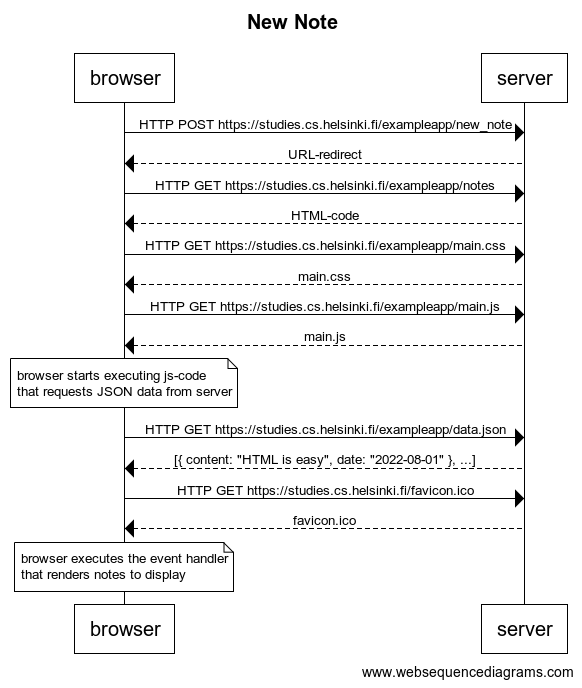 New Note
browser
server
HTTP POST https://studies.cs.helsinki.fi/exampleapp/new_note
URL-redirect
HTTP GET https://studies.cs.helsinki.fi/exampleapp/notes
HTML-code
HTTP GET https://studies.cs.helsinki.fi/exampleapp/main.css
main.css
HTTP GET https://studies.cs.helsinki.fi/exampleapp/main.js
main.js
browser starts executing js-code
that requests JSON data from server
HTTP GET https://studies.cs.helsinki.fi/exampleapp/data.json
[{ content: "HTML is easy", date: "2022-08-01" }, ...]
HTTP GET https://studies.cs.helsinki.fi/favicon.ico
favicon.ico
browser executes the event handler
that renders notes to display
browser
server
www.websequencediagrams.com